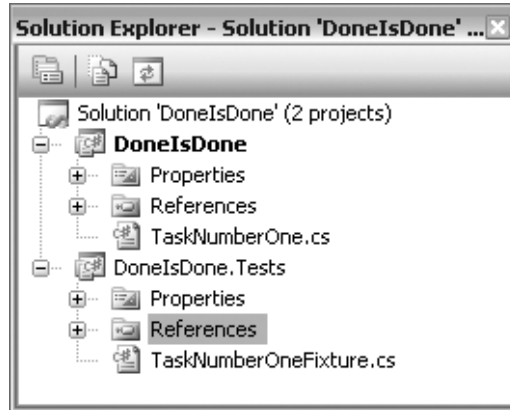 Solution Explorer - Solution 'DoneIsDone' ...
Solution 'DoneIsDone' (2 projects)
DoneIsDone
Properties
References
TaskNumberOne.cs
DoneIsDone.Tests
Properties
References
TaskNumberOneFixture.cs